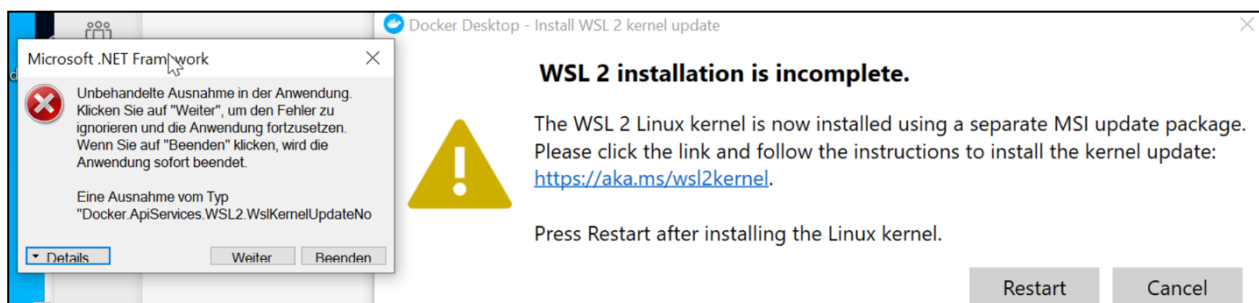 Microsoft .NET Framework
Unbehandelte Ausnahme in der Anwendung.
Klicken Sie auf "Weiter", um den Fehler zu
ignorieren und die Anwendung fortzusetzen.
Wenn Sie auf "Beenden" klicken, wird die
Anwendung sofort beendet.
Eine Ausnahme vom Typ
"Docker.ApiServices.WSL2.WslKernelUpdateNo
Details
Weiter
Beenden
Docker Desktop - Install WSL 2 kernel update
WSL 2 installation is incomplete.
The WSL 2 Linux kernel is now installed using a separate MSI update package.
Please click the link and follow the instructions to install the kernel update:
https://aka.ms/wsl2kernel.
Press Restart after installing the Linux kernel.
Restart
Cancel